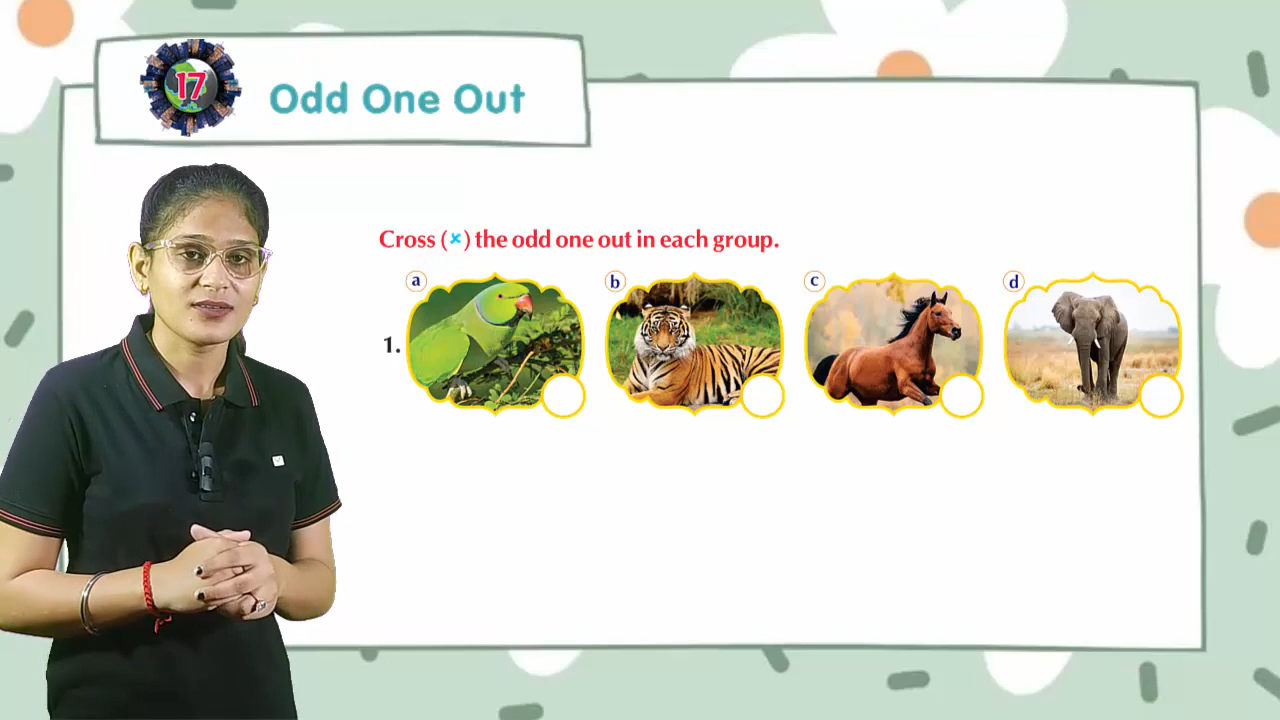 17
Odd One Out
Cross (×) the odd one out in each group.
a b c d
1.